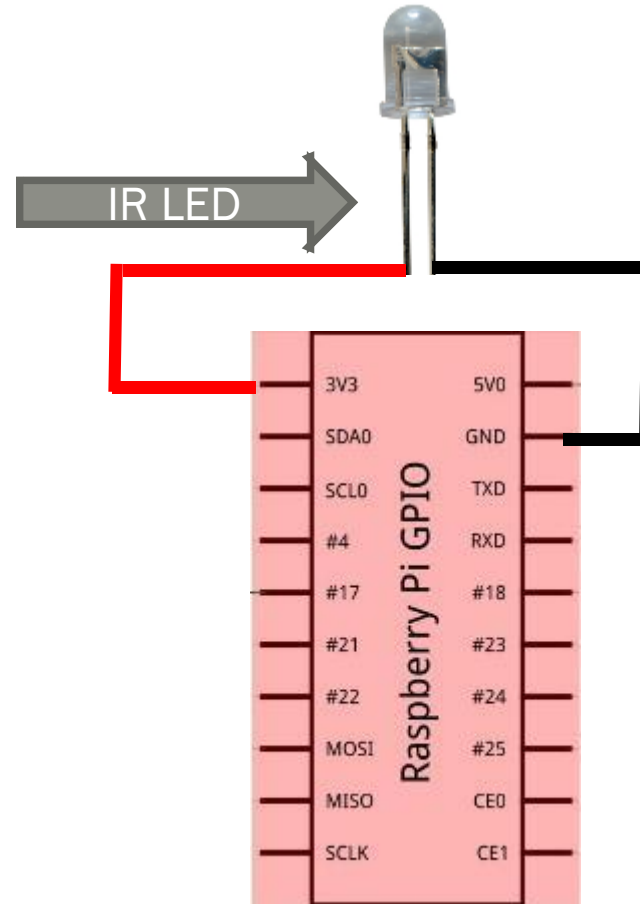 IR LED
3V3 5V0
SDA0 GND
SCL0 TXD
#4 RXD
#17 #18
#21 #23
#22 #24
MOSI #25
MISO CE0
SCLK CE1
Raspberry Pi GPIO